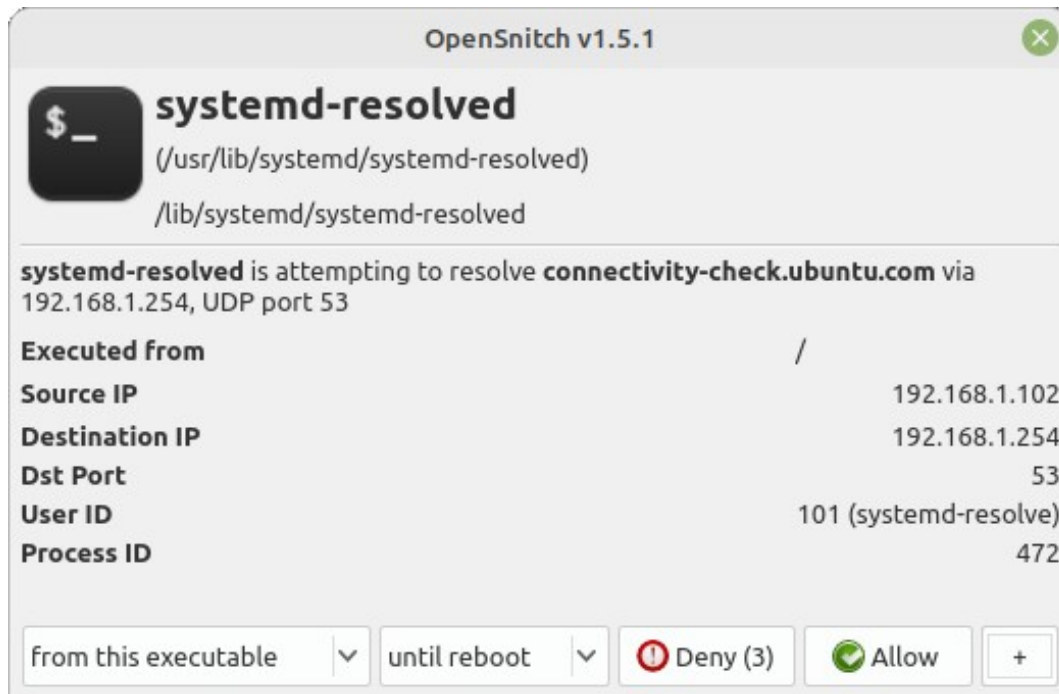 OpenSnitch v1.5.1
$_
systemd-resolved
(/usr/lib/systemd/systemd-resolved)
/lib/systemd/systemd-resolved
systemd-resolved is attempting to resolve connectivity-check.ubuntu.com via
192.168.1.254, UDP port 53
Executed from /
Source IP 192.168.1.102
Destination IP 192.168.1.254
Dst Port 53
User ID 101 (systemd-resolve)
Process ID 472
from this executable until reboot Deny (3) Allow +